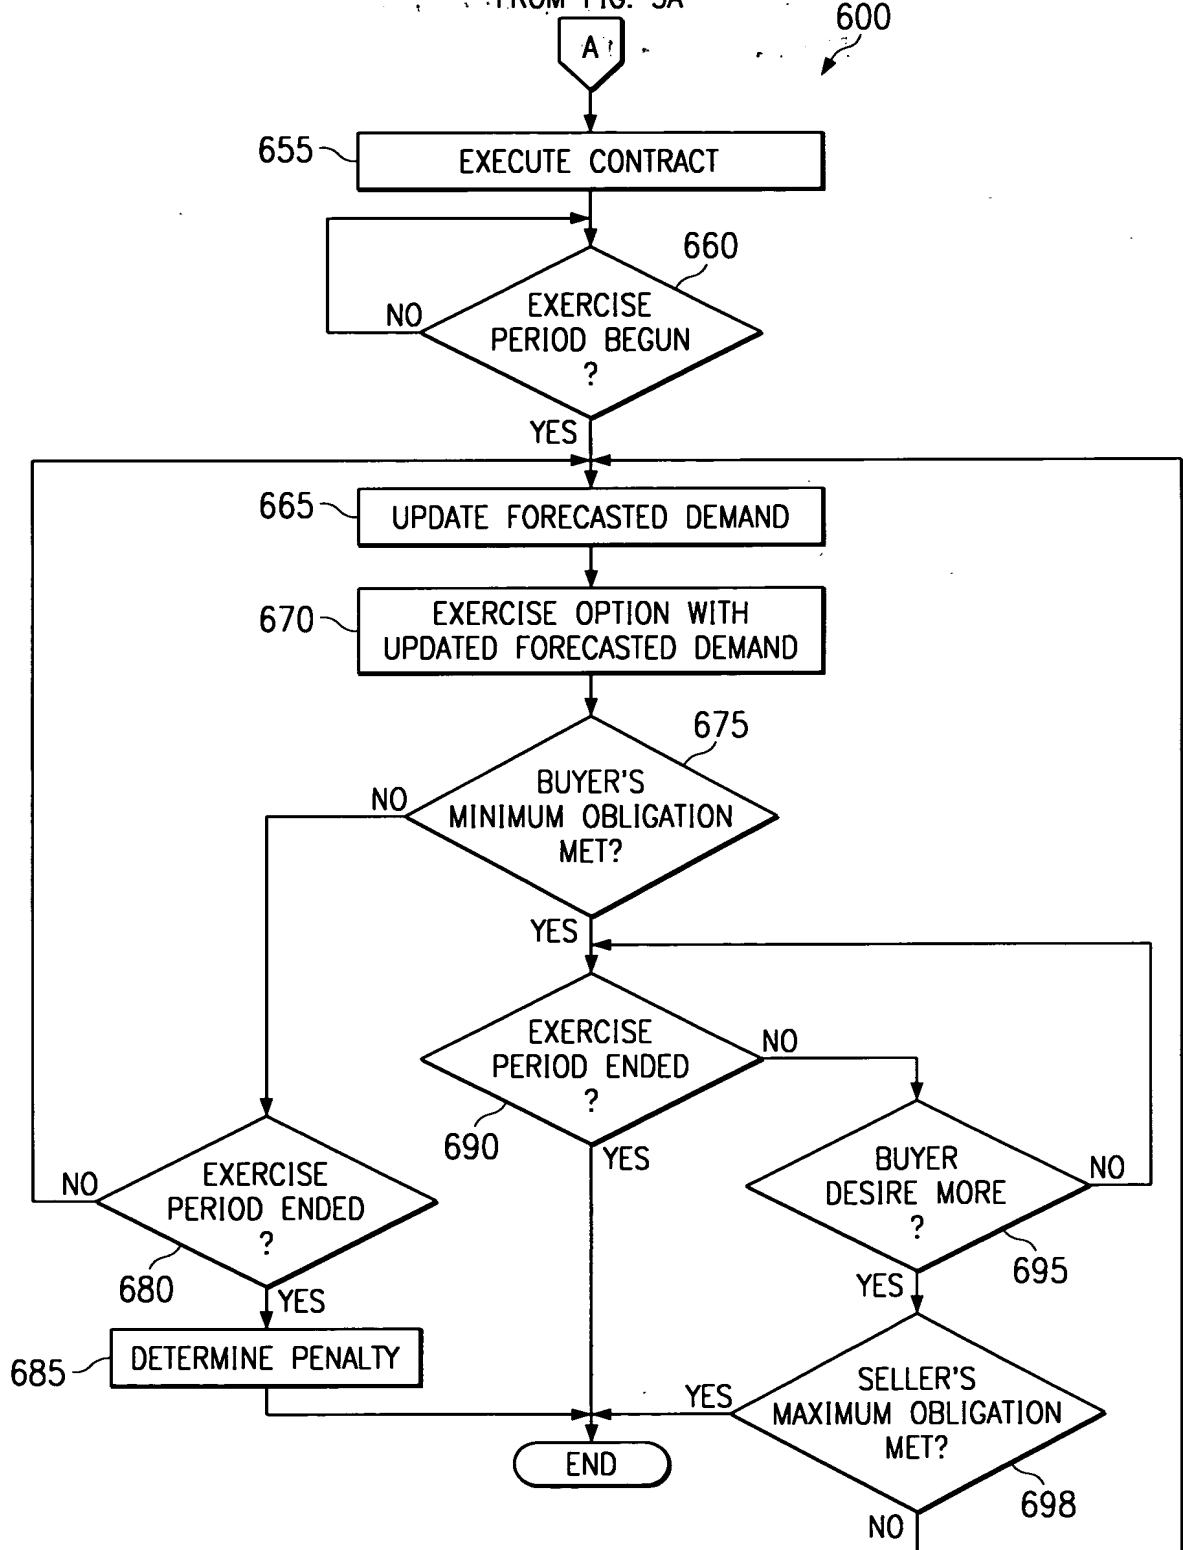 FROM FIG. 5A
600
A
655
EXECUTE CONTRACT
660
EXERCISE
PERIOD BEGUN
?
NO
YES
665
UPDATE FORECASTED DEMAND
670
EXERCISE OPTION WITH
UPDATED FORECASTED DEMAND
675
BUYER'S
MINIMUM OBLIGATION
MET?
NO
YES
EXERCISE
PERIOD ENDED
?
NO
690
YES
BUYER
DESIRE MORE
?
NO
695
YES
EXERCISE
PERIOD ENDED
?
NO
680
YES
685
DETERMINE PENALTY
SELLER'S
MAXIMUM OBLIGATION
MET?
YES
698
NO
END